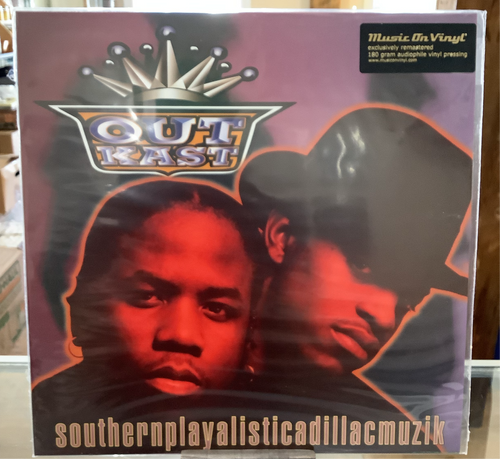 Music On Vinyl
exclusively remastered
180 gram audiophile vinyl pressing
www.musiconvinyl.com
OUT
KAST
southernplayalisticadillacmuzik